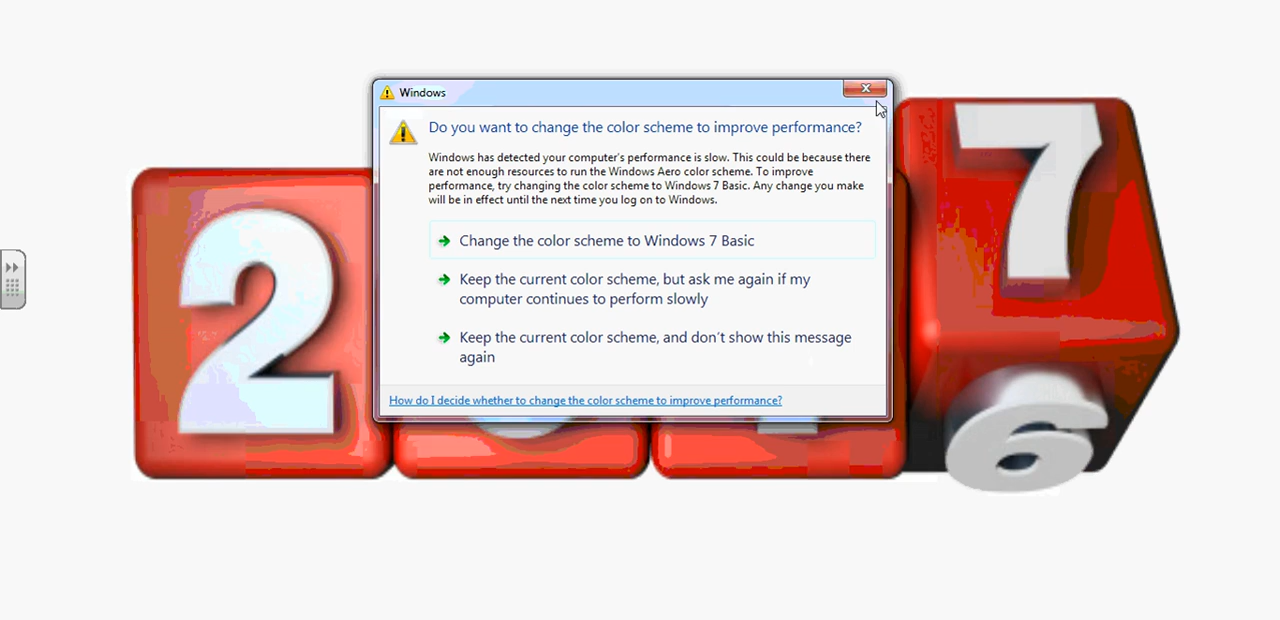 Windows
Do you want to change the color scheme to improve performance?
Windows has detected your computer's performance is slow. This could be because there
are not enough resources to run the Windows Aero color scheme. To improve
performance, try changing the color scheme to Windows 7 Basic. Any change you make
will be in effect until the next time you log on to Windows.
Change the color scheme to Windows 7 Basic
Keep the current color scheme, but ask me again if my
computer continues to perform slowly
Keep the current color scheme, and don't show this message
again
How do I decide whether to change the color scheme to improve performance?
2
7
6